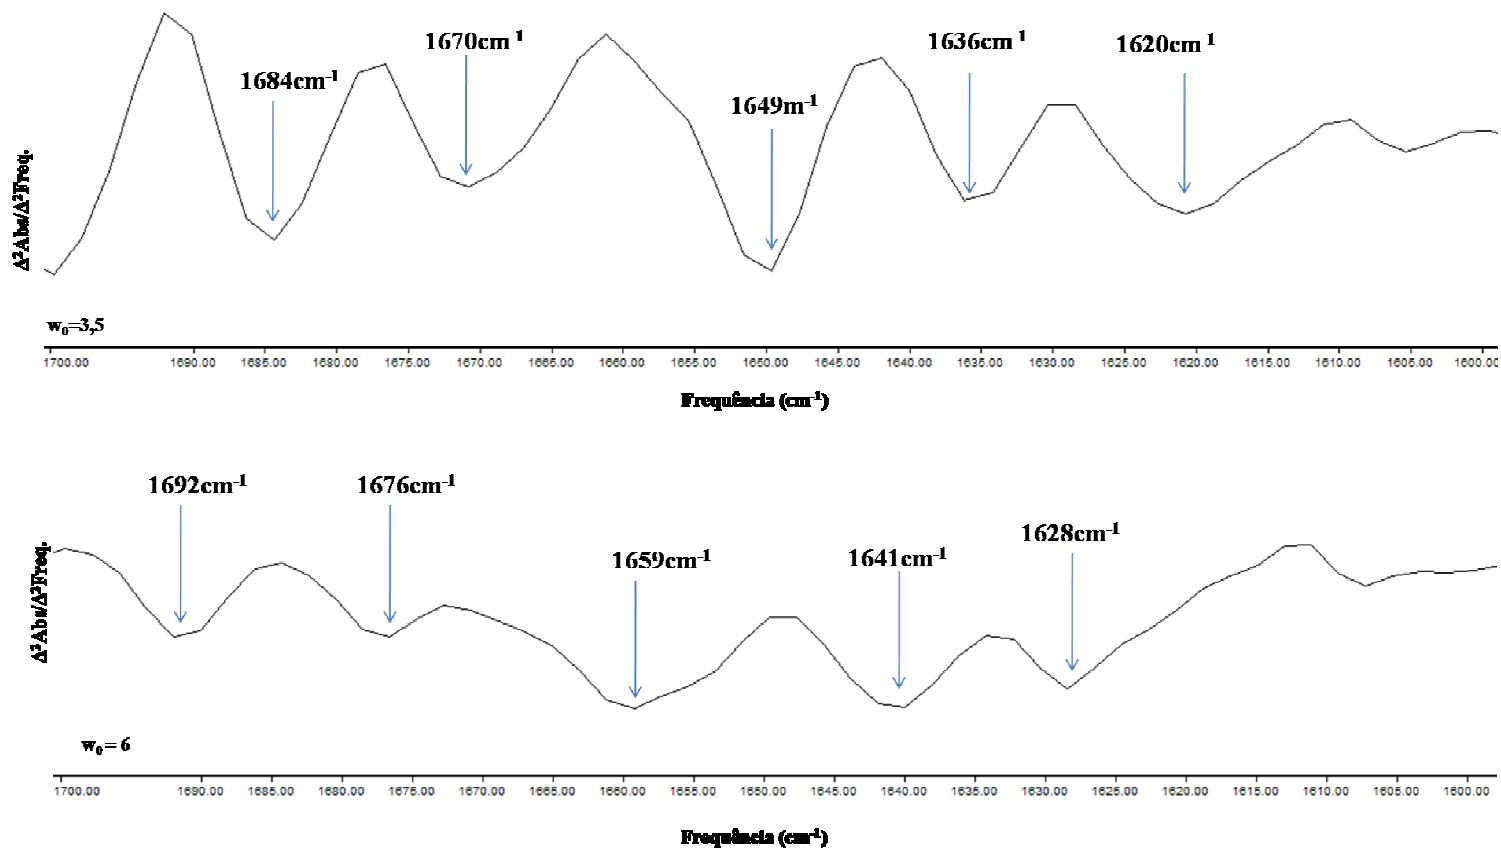 1670cm⁻¹
1636cm⁻¹
1620cm⁻¹
1684cm⁻¹
1649m⁻¹
Δ²Abs/Δ²Freq.
w₀=3,5
1700.00 1690.00 1685.00 1680.00 1675.00 1670.00 1665.00 1660.00 1655.00 1650.00 1645.00 1640.00 1635.00 1630.00 1625.00 1620.00 1615.00 1610.00 1605.00 1600.00
Frequência (cm⁻¹)
1692cm⁻¹
1676cm⁻¹
1659cm⁻¹
1641cm⁻¹
1628cm⁻¹
Δ²Abs/Δ²Freq.
w₀ = 6
1700.00 1690.00 1685.00 1680.00 1675.00 1670.00 1665.00 1660.00 1655.00 1650.00 1645.00 1640.00 1635.00 1630.00 1625.00 1620.00 1615.00 1610.00 1605.00 1600.00
Frequência (cm⁻¹)